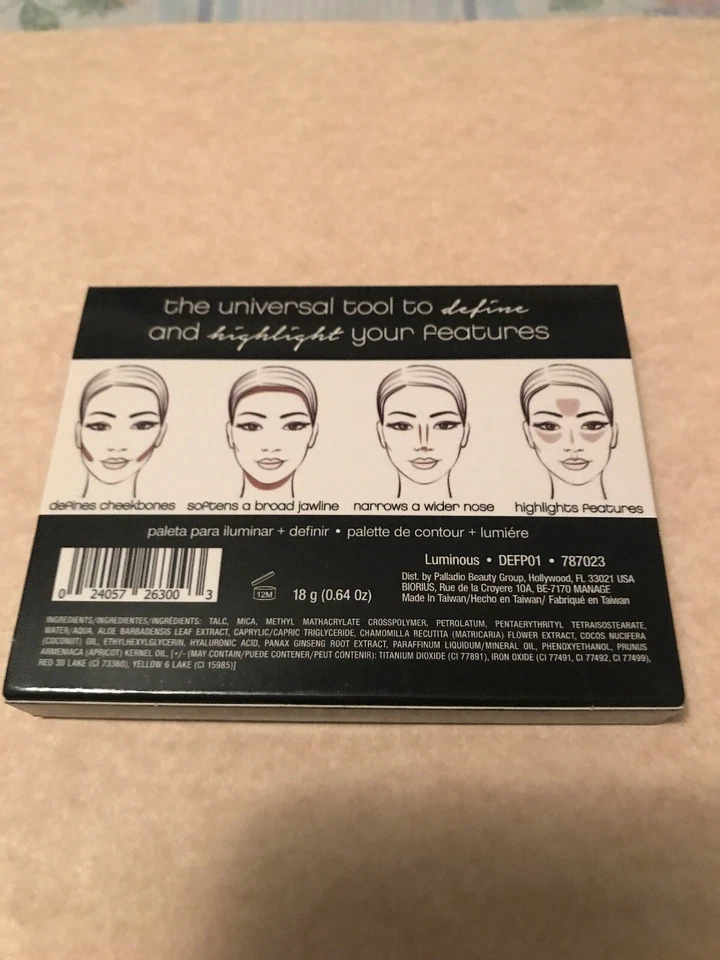 the universal tool to define
and highlight your features
defines cheekbones softens a broad jawline narrows a wider nose highlights features
paleta para iluminar + definir • palette de contour + lumiére
0 24057 26300 3
12M
18 g (0.64 Oz)
Luminous • DEFP01 • 787023
Dist. by Palladio Beauty Group, Hollywood, FL 33021 USA
BIORIUS, Rue de la Croyere 10A, BE-7170 MANAGE
Made In Taiwan/Hecho en Taiwan/ Fabriqué en Taiwan
INGREDIENTS/INGREDIENTES/INGRÉDIENTS: TALC, MICA, METHYL MATHACRYLATE CROSSPOLYMER, PETROLATUM, PENTAERYTHRITYL TETRAISOSTEARATE,
WATER/AQUA, ALOE BARBADENSIS LEAF EXTRACT, CAPRYLIC/CAPRIC TRIGLYCERIDE, CHAMOMILLA RECUTITA (MATRICARIA) FLOWER EXTRACT, COCOS NUCIFERA
(COCONUT) OIL, ETHYLHEXYLGLYCERIN, HYALURONIC ACID, PANAX GINSENG ROOT EXTRACT, PARAFFINUM LIQUIDUM/MINERAL OIL, PHENOXYETHANOL, PRUNUS
ARMENIACA (APRICOT) KERNEL OIL. [+/- (MAY CONTAIN/PUEDE CONTENER/PEUT CONTENIR): TITANIUM DIOXIDE (CI 77891), IRON OXIDE (CI 77491, CI 77492, CI 77499),
RED 30 LAKE (CI 73360), YELLOW 6 LAKE (CI 15985)]